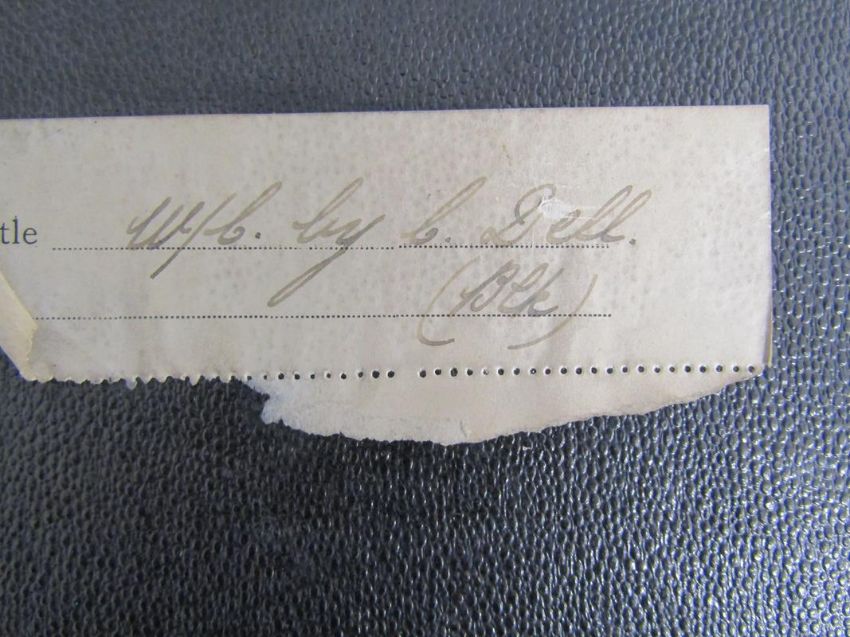 tle W/b. by C. Dell.
(Blk)